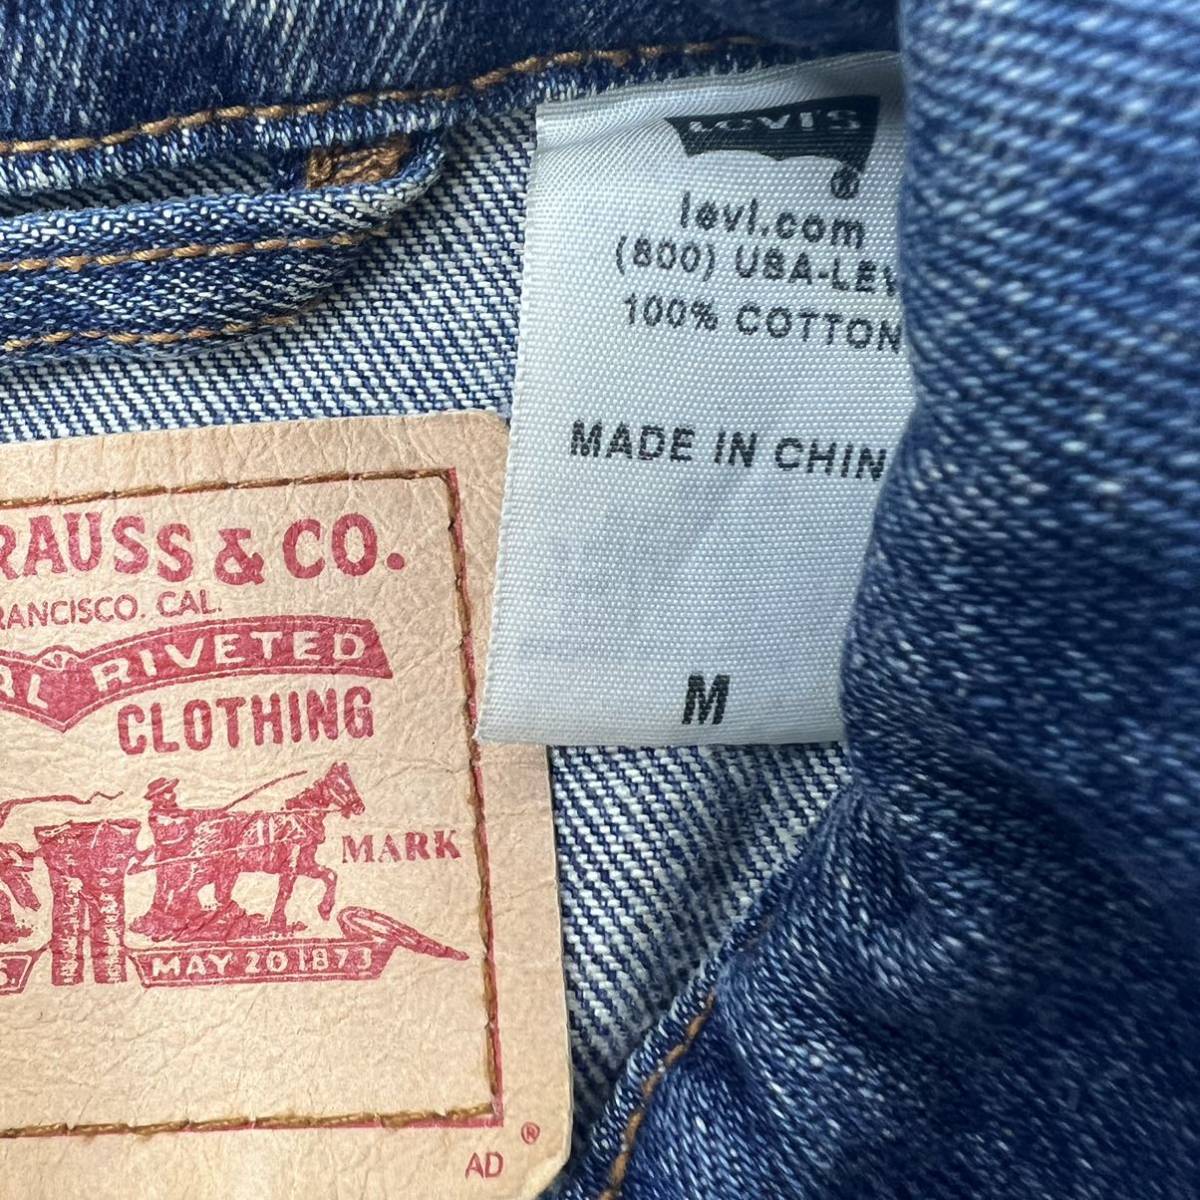 LEVI'S
®
levi.com
(800) USA-LEV
100% COTTON
MADE IN CHIN
M
RAUSS & CO.
RANCISCO. CAL.
RIVETED
CLOTHING
MARK
MAY 20 1873
®
AD